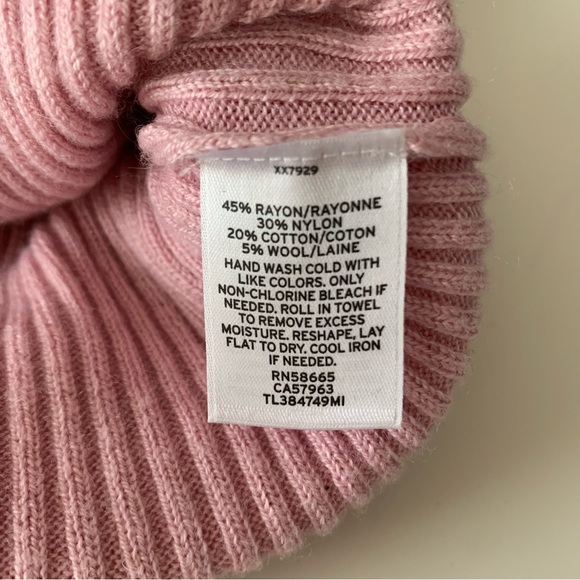 XX7929
45% RAYON/RAYONNE
30% NYLON
20% COTTON/COTON
5% WOOL/LAINE
HAND WASH COLD WITH
LIKE COLORS. ONLY
NON-CHLORINE BLEACH IF
NEEDED. ROLL IN TOWEL
TO REMOVE EXCESS
MOISTURE. RESHAPE, LAY
FLAT TO DRY. COOL IRON
IF NEEDED.
RN58665
CA57963
TL384749MI